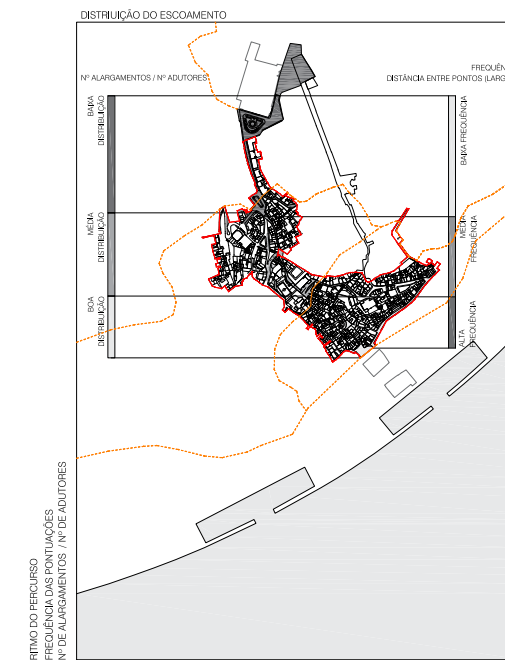 DISTRIBUIÇÃO DO ESCOAMENTO
FREQUÊN
Nº ALARGAMENTOS / Nº ADUTORES
DISTÂNCIA ENTRE PONTOS (LARG
BAIXA
DISTRIBUIÇÃO
BAIXA FREQUÊNCIA
MÉDIA
DISTRIBUIÇÃO
MÉDIA
FREQUÊNCIA
BOA
DISTRIBUIÇÃO
ALTA
FREQUÊNCIA
RITMO DO PERCURSO
FREQUÊNCIA DAS PONTUAÇÕES
Nº DE ALARGAMENTOS / Nº DE ADUTORES